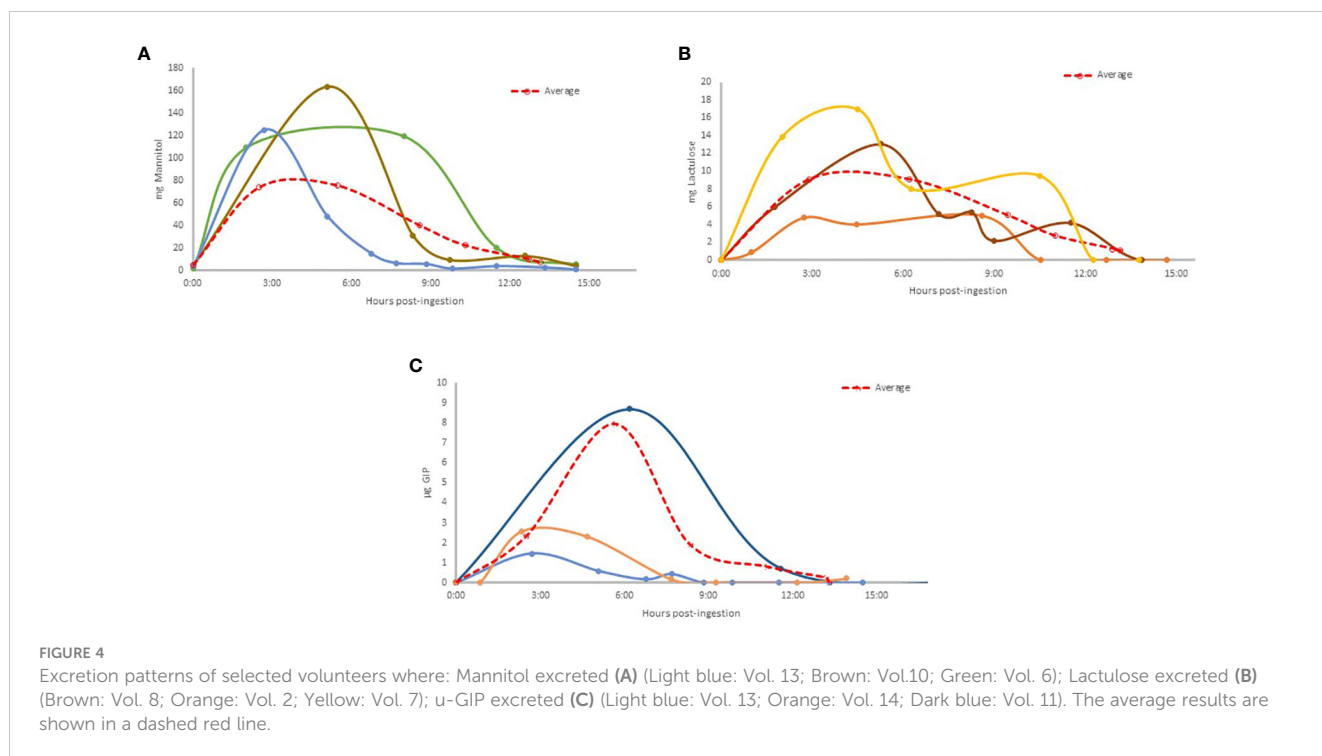 A
180
160
140
120
100
80
60
40
20
0
mg Mannitol
Average
0:00 3:00 6:00 9:00 12:00 15:00
Hours post-ingestion
B
20
18
16
14
12
10
8
6
4
2
0
mg Lactulose
Average
0:00 3:00 6:00 9:00 12:00 15:00
Hours post-ingestion
C
10
9
8
7
6
5
4
3
2
1
0
µg GIP
Average
0:00 3:00 6:00 9:00 12:00 15:00
Hours post-ingestion
FIGURE 4
Excretion patterns of selected volunteers where: Mannitol excreted (A) (Light blue: Vol. 13; Brown: Vol.10; Green: Vol. 6); Lactulose excreted (B)
(Brown: Vol. 8; Orange: Vol. 2; Yellow: Vol. 7); u-GIP excreted (C) (Light blue: Vol. 13; Orange: Vol. 14; Dark blue: Vol. 11). The average results are
shown in a dashed red line.